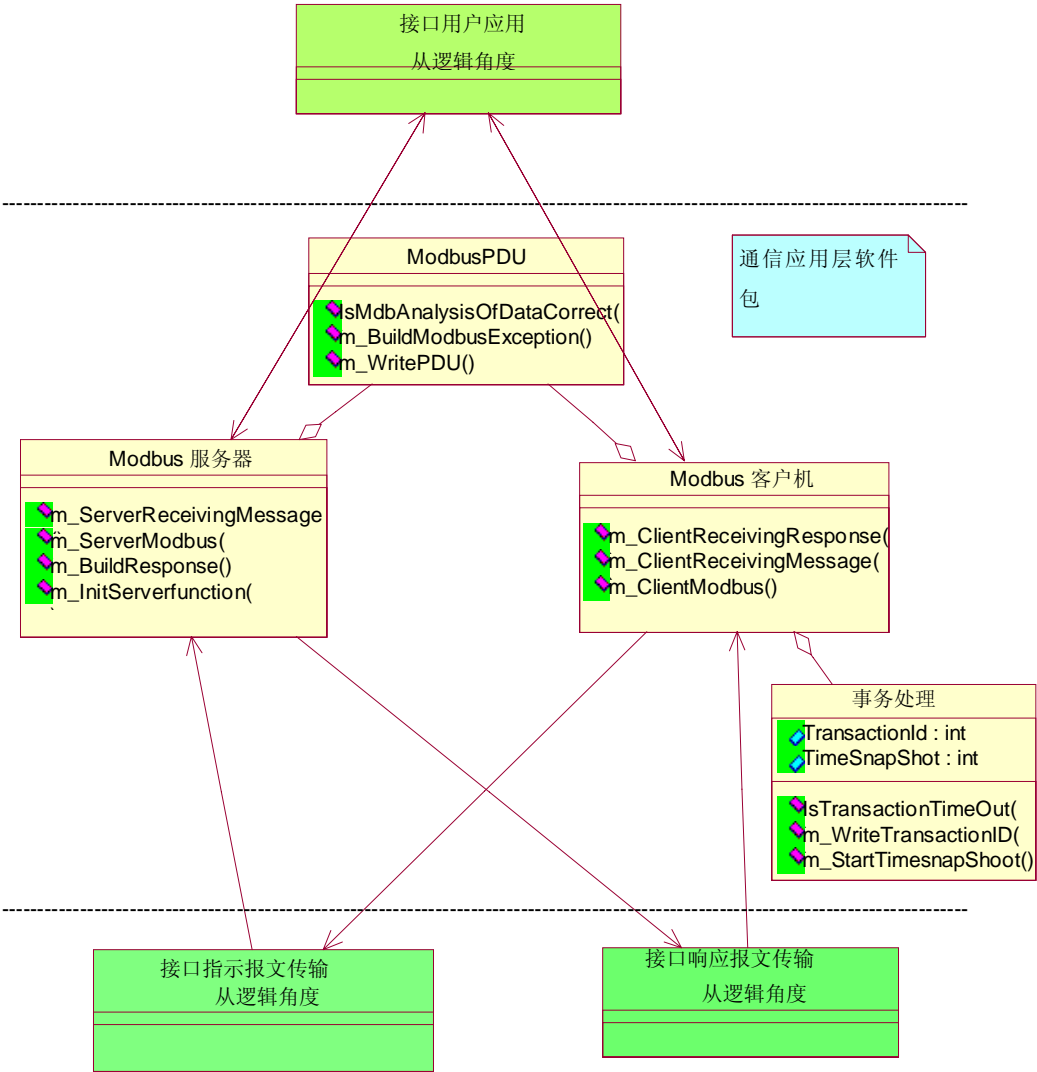 接口用户应用
从逻辑角度
ModbusPDU
IsMdbAnalysisOfDataCorrect(
m_BuildModbusException()
m_WritePDU()
通信应用层软件
包
Modbus 服务器
m_ServerReceivingMessage
m_ServerModbus(
m_BuildResponse()
m_InitServerfunction(
Modbus 客户机
m_ClientReceivingResponse(
m_ClientReceivingMessage(
m_ClientModbus()
事务处理
TransactionId : int
TimeSnapShot : int
IsTransactionTimeOut(
m_WriteTransactionID(
m_StartTimesnapShoot()
接口指示报文传输
从逻辑角度
接口响应报文传输
从逻辑角度